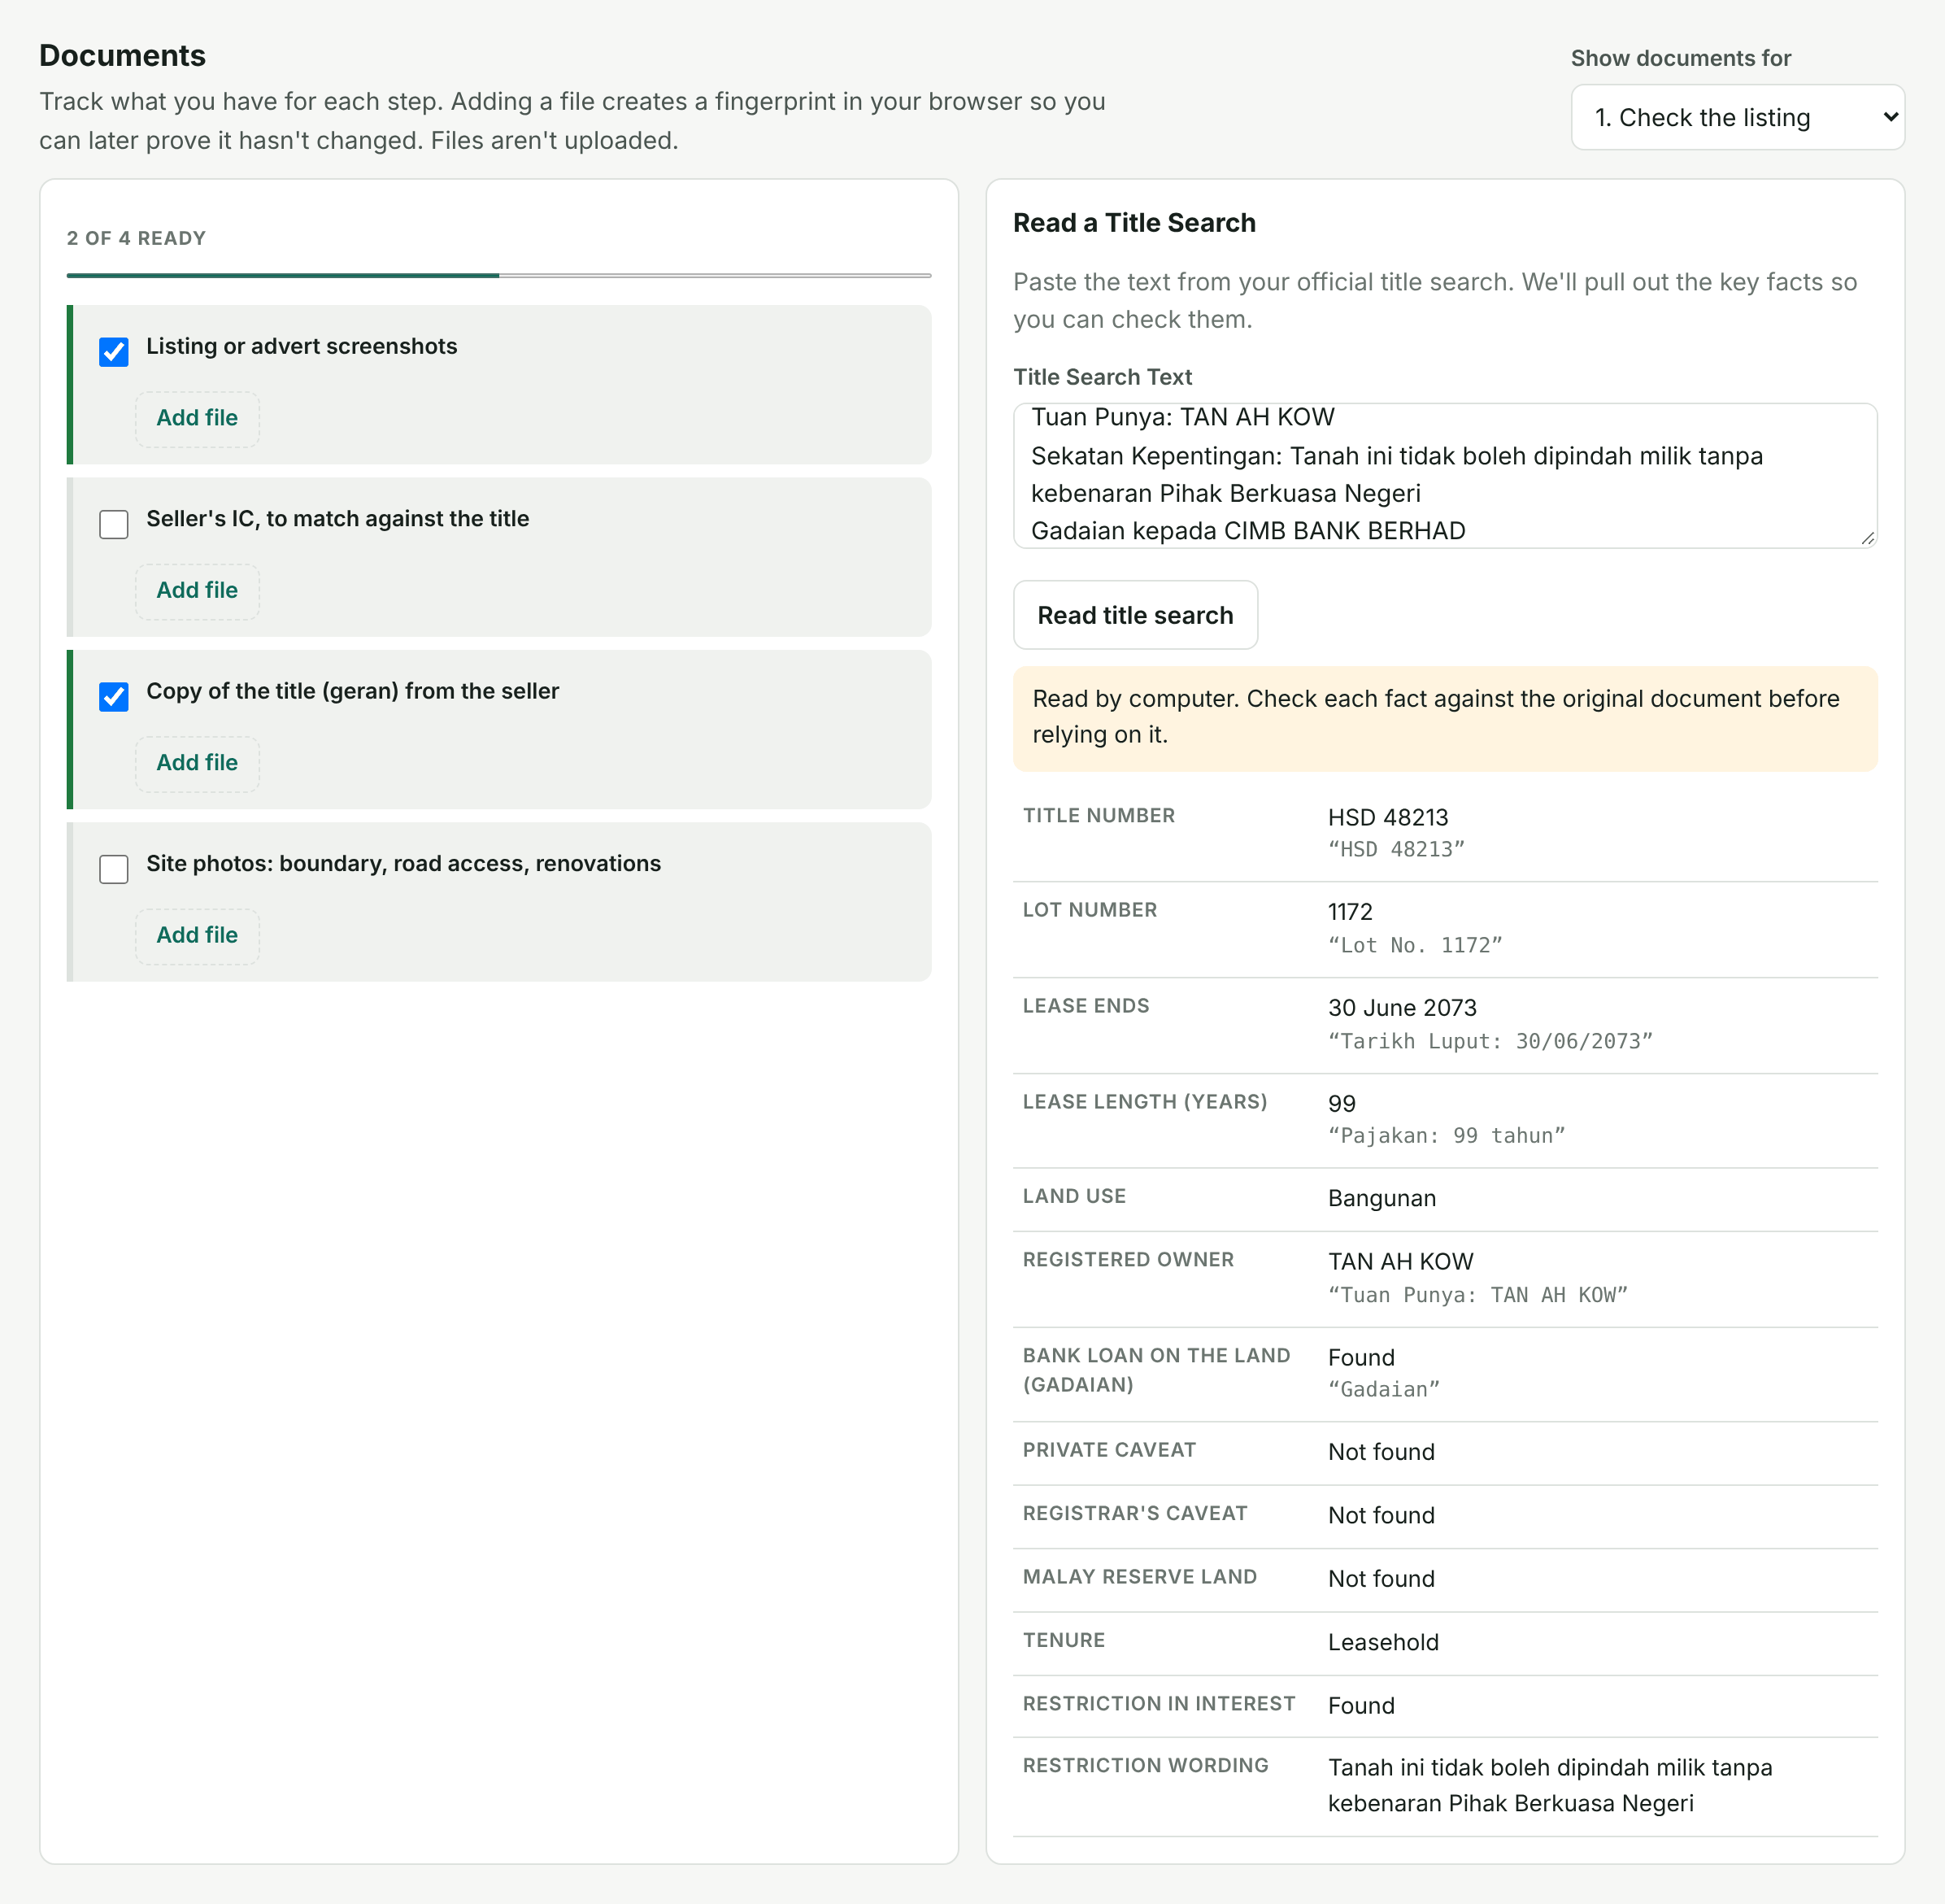 Documents
Track what you have for each step. Adding a file creates a fingerprint in your browser so you
can later prove it hasn't changed. Files aren't uploaded.
Show documents for
1. Check the listing
2 OF 4 READY
Listing or advert screenshots
Add file
Seller's IC, to match against the title
Add file
Copy of the title (geran) from the seller
Add file
Site photos: boundary, road access, renovations
Add file
Read a Title Search
Paste the text from your official title search. We'll pull out the key facts so
you can check them.
Title Search Text
Tuan Punya: TAN AH KOW
Sekatan Kepentingan: Tanah ini tidak boleh dipindah milik tanpa
kebenaran Pihak Berkuasa Negeri
Gadaian kepada CIMB BANK BERHAD
Read title search
Read by computer. Check each fact against the original document before
relying on it.
TITLE NUMBER
HSD 48213
“HSD 48213”
LOT NUMBER
1172
“Lot No. 1172”
LEASE ENDS
30 June 2073
“Tarikh Luput: 30/06/2073”
LEASE LENGTH (YEARS)
99
“Pajakan: 99 tahun”
LAND USE
Bangunan
REGISTERED OWNER
TAN AH KOW
“Tuan Punya: TAN AH KOW”
BANK LOAN ON THE LAND
(GADAIAN)
Found
“Gadaian”
PRIVATE CAVEAT
Not found
REGISTRAR'S CAVEAT
Not found
MALAY RESERVE LAND
Not found
TENURE
Leasehold
RESTRICTION IN INTEREST
Found
RESTRICTION WORDING
Tanah ini tidak boleh dipindah milik tanpa
kebenaran Pihak Berkuasa Negeri